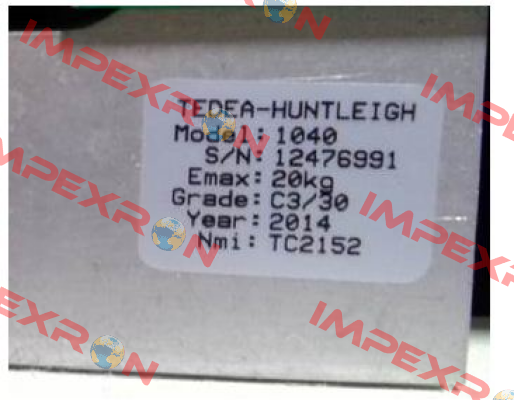 TEDEA-HUNTLEIGH
Model: 1040
S/N: 12476991
Emax: 20kg
Grade: C3/30
Year: 2014
Nmi: TC2152
IMPEXRON